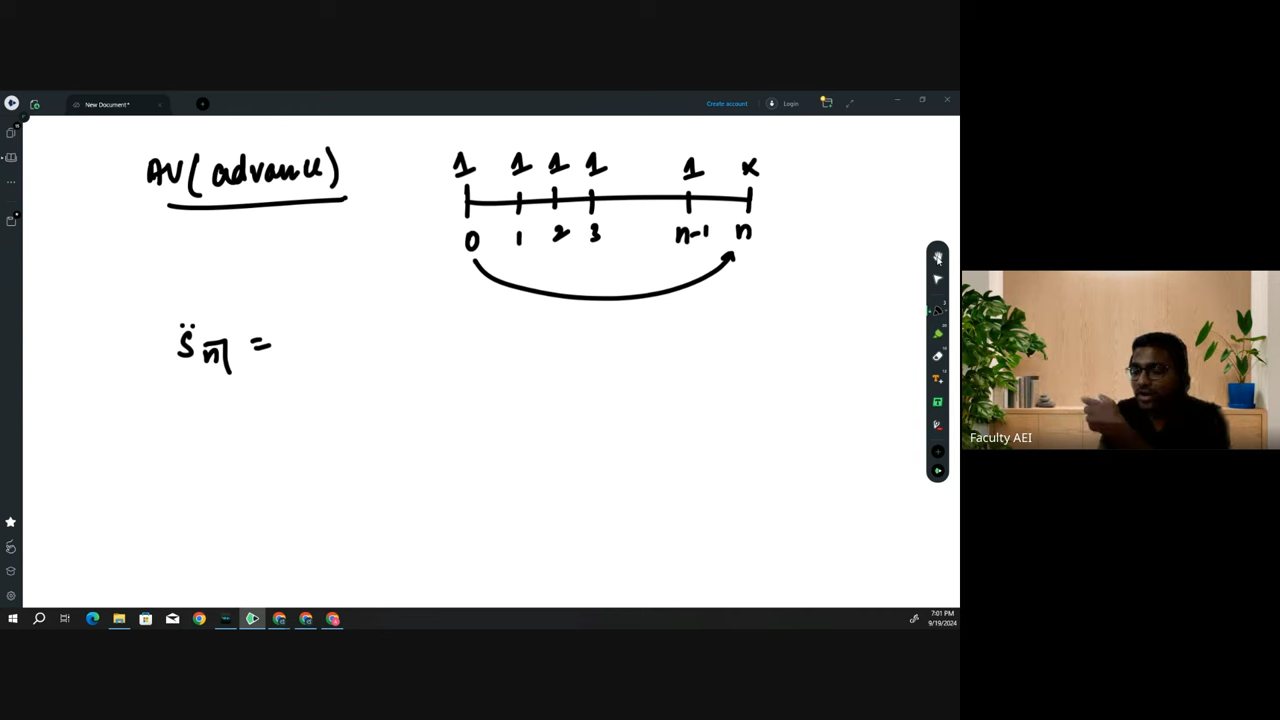 New Document*
Create account
Login
AV(advance)
1 1 1 1 1 x
0 1 2 3 n-1 n
s̈n̅| =
Faculty AEI
7:01 PM
9/19/2024